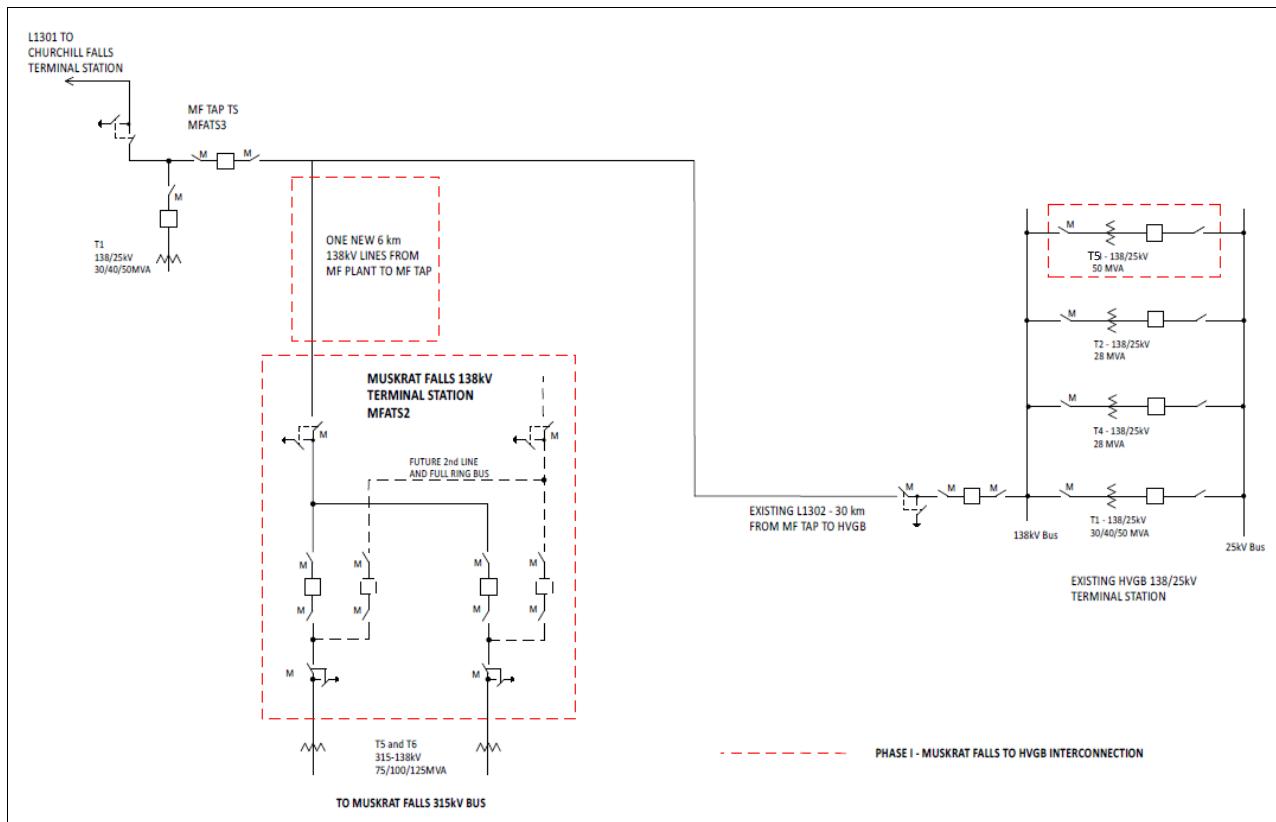 L1301 TO
CHURCHILL FALLS
TERMINAL STATION
MF TAP TS
MFATS3
M
M
M
T1
138/25kV
30/40/50MVA
ONE NEW 6 km
138kV LINES FROM
MF PLANT TO MF TAP
MUSKRAT FALLS 138kV
TERMINAL STATION
MFATS2
M
M
FUTURE 2nd LINE
AND FULL RING BUS
M
M
M
M
M
M
M
M
M
M
T5 and T6
315-138kV
75/100/125MVA
TO MUSKRAT FALLS 315kV BUS
EXISTING L1302 - 30 km
FROM MF TAP TO HVGB
M
M
M
M
T5I - 138/25kV
50 MVA
M
T2 - 138/25kV
28 MVA
M
T4 - 138/25kV
28 MVA
M
T1 - 138/25kV
30/40/50 MVA
138kV Bus
25kV Bus
EXISTING HVGB 138/25kV
TERMINAL STATION
PHASE I - MUSKRAT FALLS TO HVGB INTERCONNECTION